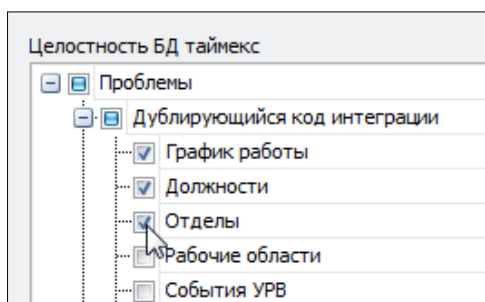 Целостность БД таймекс
Проблемы
Дублирующийся код интеграции
График работы
Должности
Отделы
Рабочие области
События УРВ